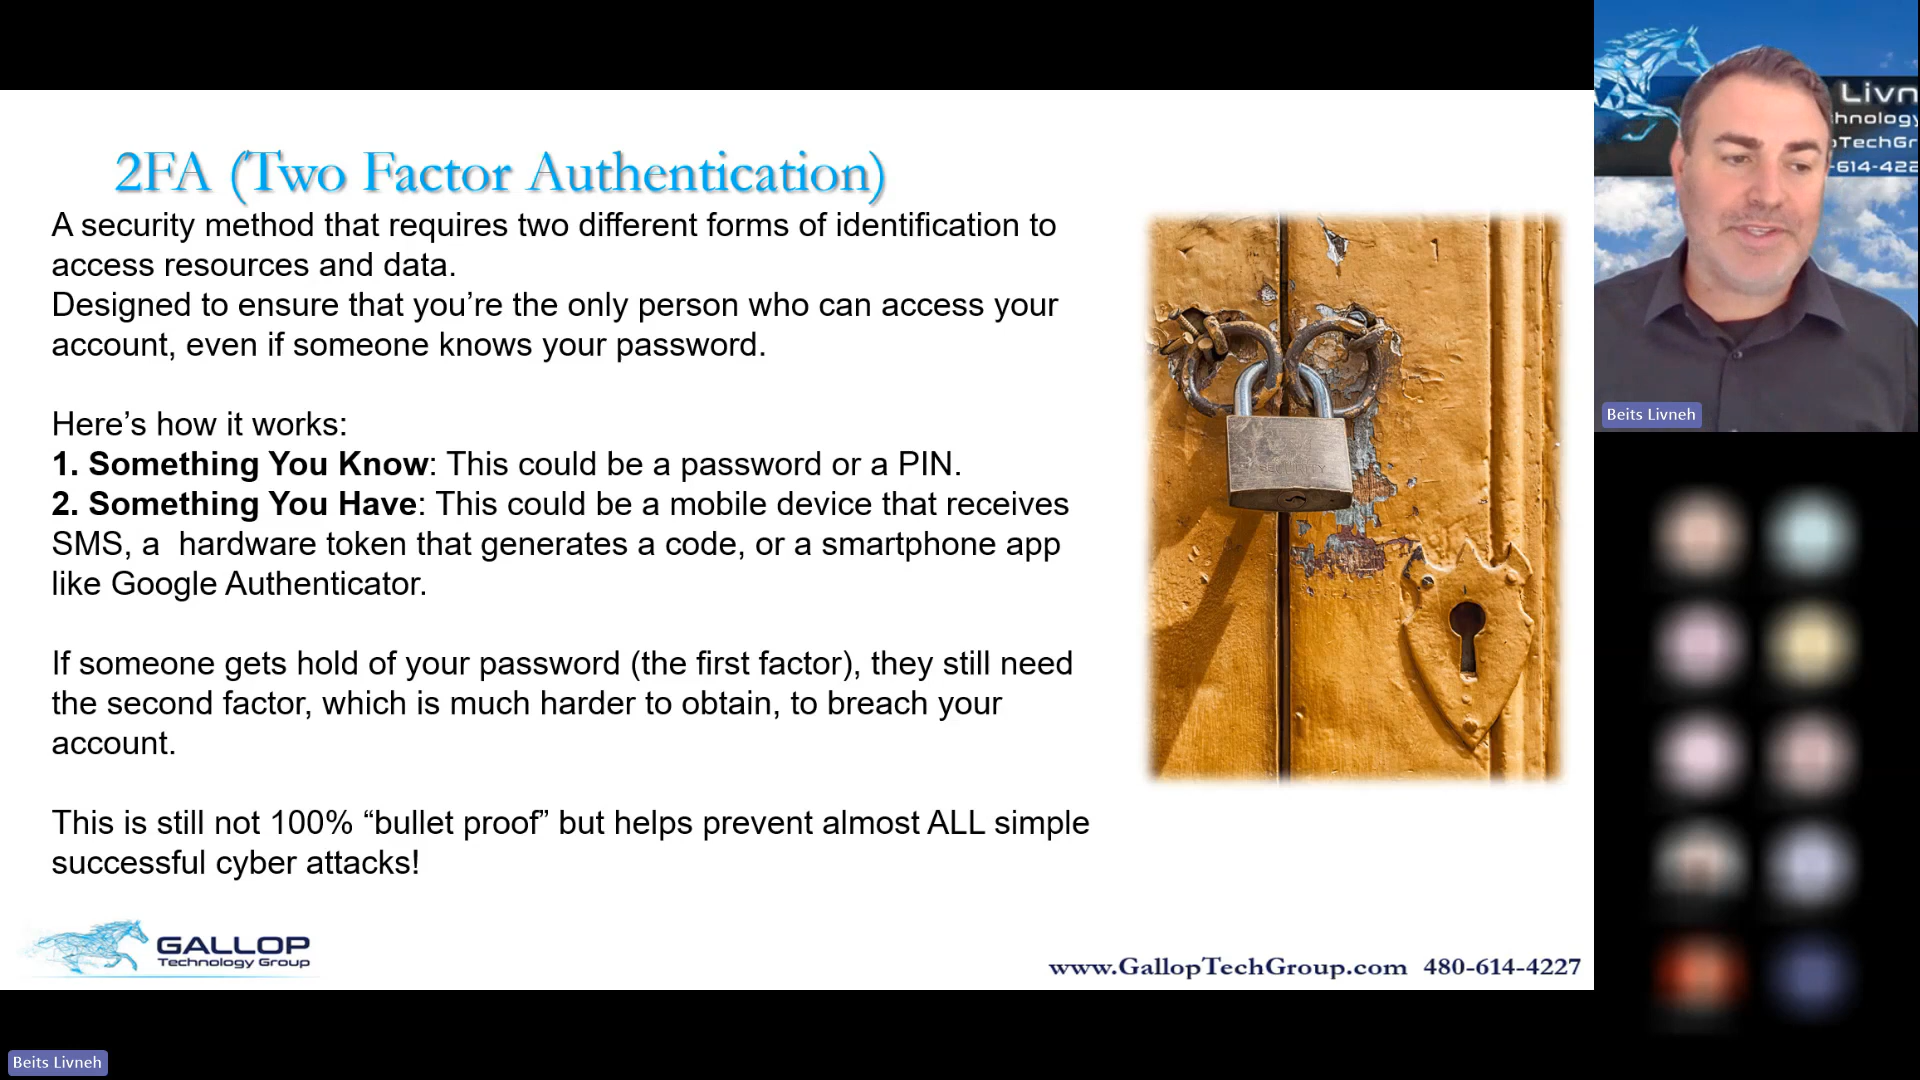 2FA (Two Factor Authentication)
A security method that requires two different forms of identification to
access resources and data.
Designed to ensure that you’re the only person who can access your
account, even if someone knows your password.
Here’s how it works:
1. Something You Know: This could be a password or a PIN.
2. Something You Have: This could be a mobile device that receives
SMS, a  hardware token that generates a code, or a smartphone app
like Google Authenticator.
If someone gets hold of your password (the first factor), they still need
the second factor, which is much harder to obtain, to breach your
account.
This is still not 100% “bullet proof” but helps prevent almost ALL simple
successful cyber attacks!
SECURITY
GALLOP
Technology Group
www.GallopTechGroup.com 480-614-4227
Livn
hnology
TechGr
-614-422
Beits Livneh
Beits Livneh